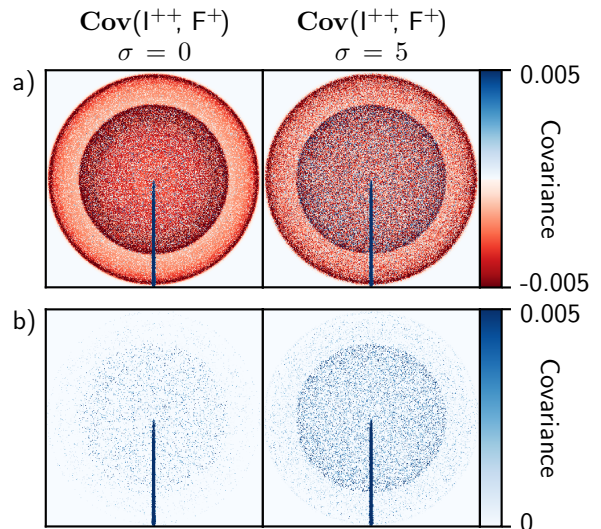 Cov(I⁺⁺, F⁺) Cov(I⁺⁺, F⁺)
σ = 0 σ = 5
a)
0.005
Covariance
-0.005
b)
0.005
Covariance
0